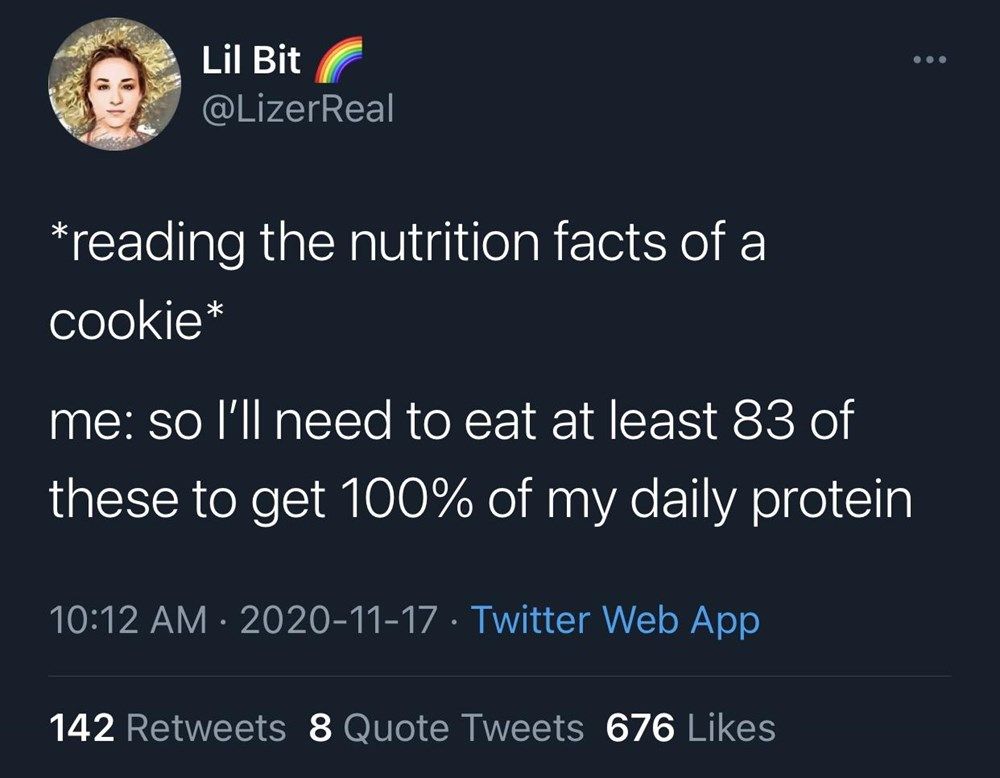 Lil Bit 🌈
@LizerReal
*reading the nutrition facts of a
cookie*
me: so I’ll need to eat at least 83 of
these to get 100% of my daily protein
10:12 AM · 2020-11-17 · Twitter Web App
142 Retweets 8 Quote Tweets 676 Likes